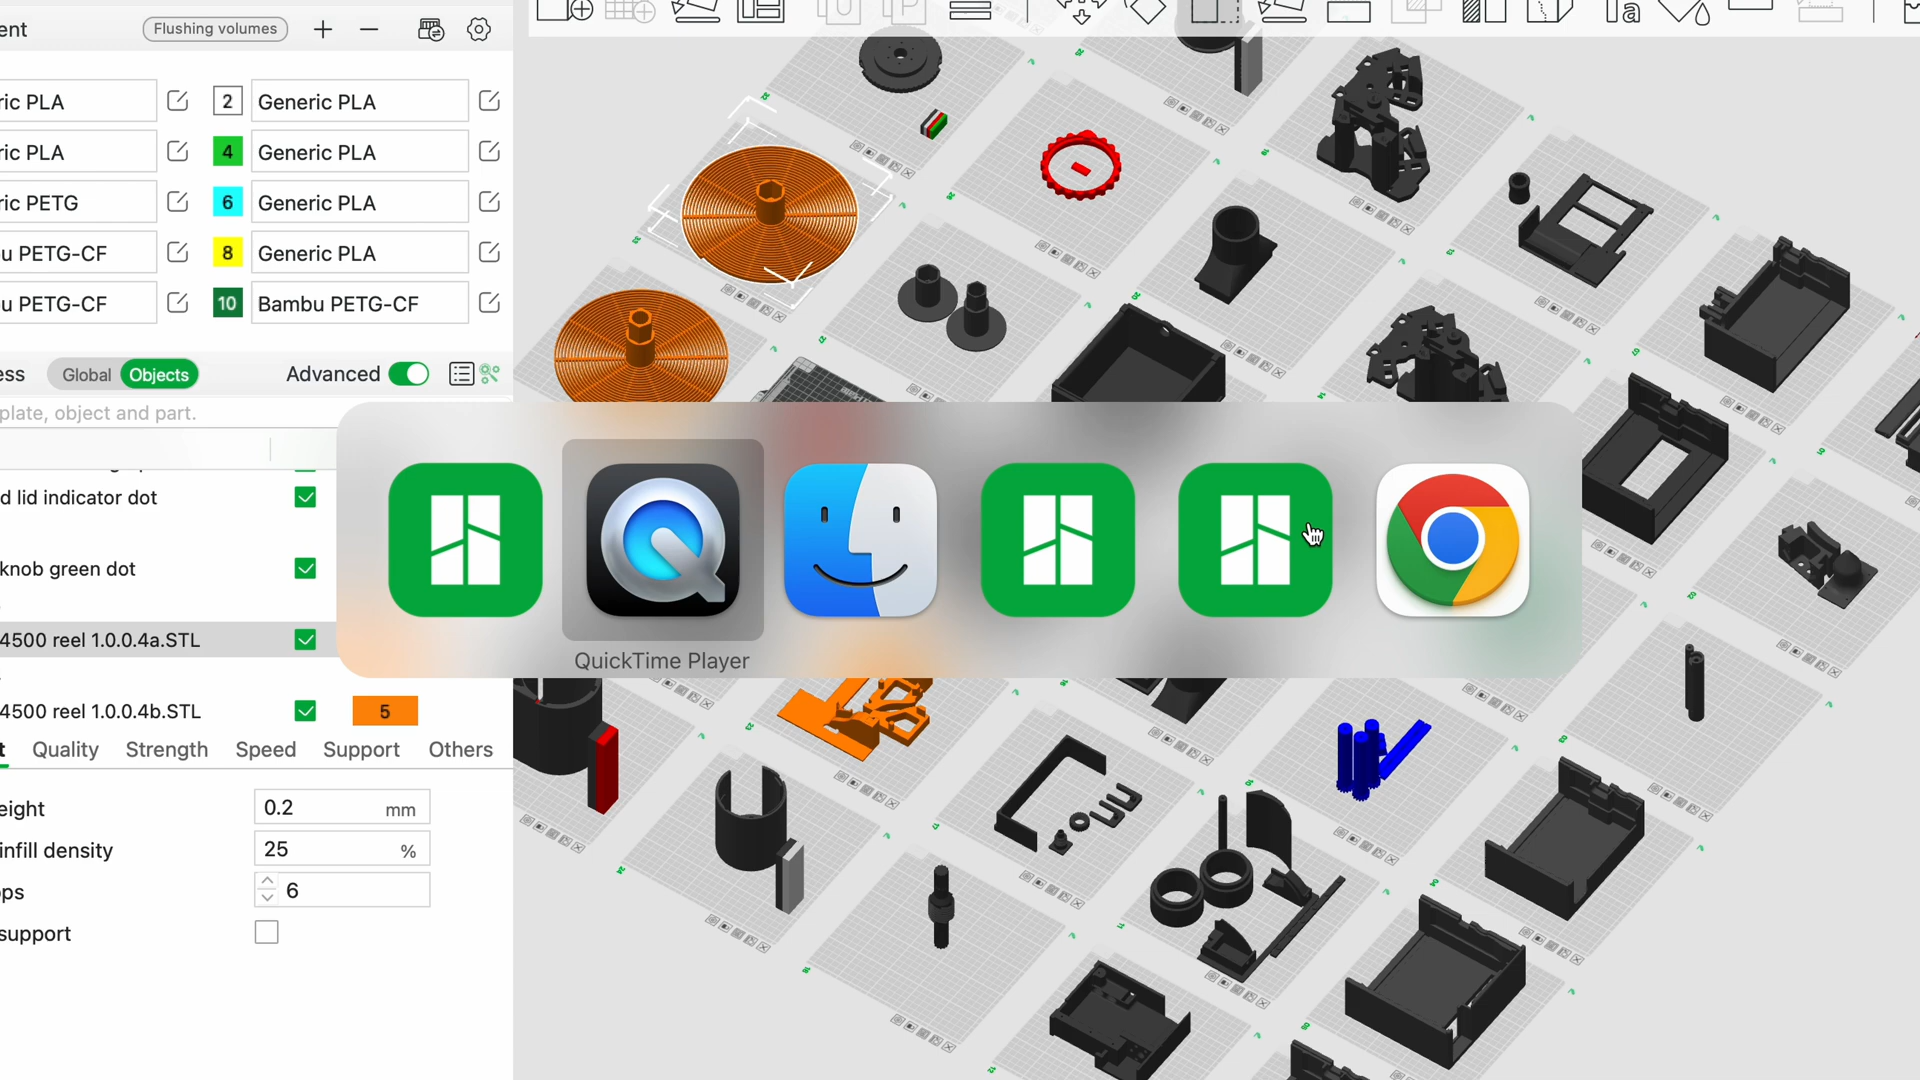 ent
Flushing volumes
ric PLA
2
Generic PLA
ric PLA
4
Generic PLA
ric PETG
6
Generic PLA
u PETG-CF
8
Generic PLA
u PETG-CF
10
Bambu PETG-CF
ess
Global
Objects
Advanced
plate, object and part.
d lid indicator dot
knob green dot
4500 reel 1.0.0.4a.STL
4500 reel 1.0.0.4b.STL
5
t
Quality
Strength
Speed
Support
Others
eight
0.2
mm
infill density
25
%
ops
6
support
QuickTime Player